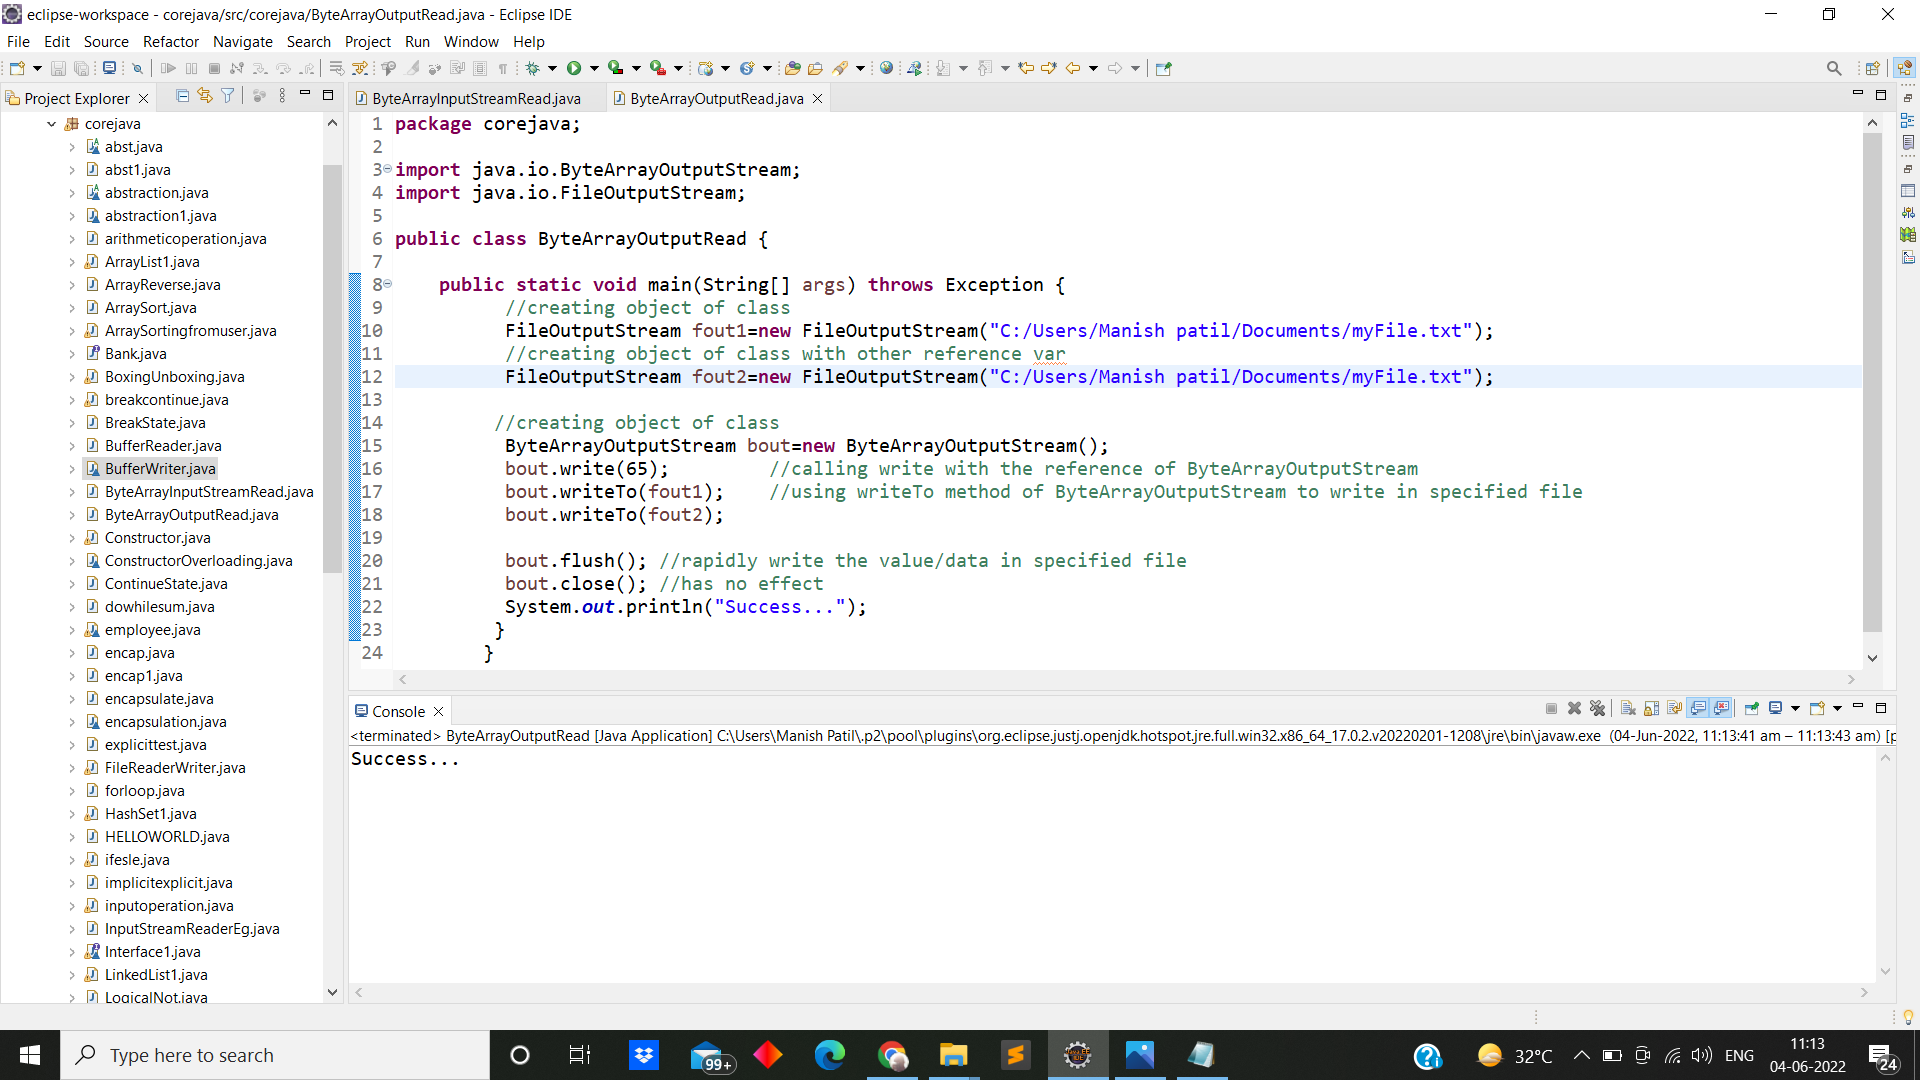 eclipse-workspace - corejava/src/corejava/ByteArrayOutputRead.java - Eclipse IDE
File Edit Source Refactor Navigate Search Project Run Window Help
Project Explorer
corejava
abst.java
abst1.java
abstraction.java
abstraction1.java
arithmeticoperation.java
ArrayList1.java
ArrayReverse.java
ArraySort.java
ArraySortingfromuser.java
Bank.java
BoxingUnboxing.java
breakcontinue.java
BreakState.java
BufferReader.java
BufferWriter.java
ByteArrayInputStreamRead.java
ByteArrayOutputRead.java
Constructor.java
ConstructorOverloading.java
ContinueState.java
dowhilesum.java
employee.java
encap.java
encap1.java
encapsulate.java
encapsulation.java
explicittest.java
FileReaderWriter.java
forloop.java
HashSet1.java
HELLOWORLD.java
ifesle.java
implicitexplicit.java
inputoperation.java
InputStreamReaderEg.java
Interface1.java
LinkedList1.java
LogicalNot.java
ByteArrayInputStreamRead.java ByteArrayOutputRead.java
1 package corejava;
2
3 import java.io.ByteArrayOutputStream;
4 import java.io.FileOutputStream;
5
6 public class ByteArrayOutputRead {
7
8 public static void main(String[] args) throws Exception {
9 //creating object of class
10 FileOutputStream fout1=new FileOutputStream("C:/Users/Manish patil/Documents/myFile.txt");
11 //creating object of class with other reference var
12 FileOutputStream fout2=new FileOutputStream("C:/Users/Manish patil/Documents/myFile.txt");
13
14 //creating object of class
15 ByteArrayOutputStream bout=new ByteArrayOutputStream();
16 bout.write(65); //calling write with the reference of ByteArrayOutputStream
17 bout.writeTo(fout1); //using writeTo method of ByteArrayOutputStream to write in specified file
18 bout.writeTo(fout2);
19
20 bout.flush(); //rapidly write the value/data in specified file
21 bout.close(); //has no effect
22 System.out.println("Success...");
23 }
24 }
Console
<terminated> ByteArrayOutputRead [Java Application] C:\Users\Manish Patil\.p2\pool\plugins\org.eclipse.justj.openjdk.hotspot.jre.full.win32.x86_64_17.0.2.v20220201-1208\jre\bin\javaw.exe (04-Jun-2022, 11:13:41 am – 11:13:43 am) [p
Success...
Type here to search
99+
32°C
ENG
11:13
04-06-2022
24